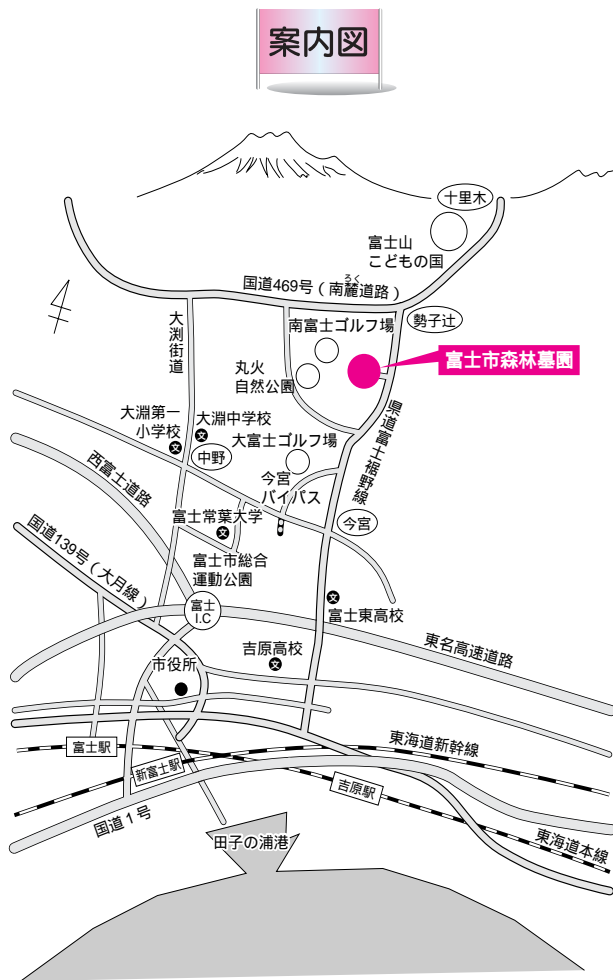 案内図
十里木
富士山
こどもの国
ろく
国道469号（南麓道路）
勢子辻
大渕街道
南富士ゴルフ場
丸火
自然公園
富士市森林墓園
県道富士裾野線
大淵第一
小学校
文
大淵中学校
文
中野
大富士ゴルフ場
今宮
バイパス
西富士道路
富士常葉大学
文
今宮
国道139号（大月線）
富士市総合
運動公園
富士
I.C
文
富士東高校
東名高速道路
吉原高校
文
市役所
富士駅
新富士駅
東海道新幹線
吉原駅
国道1号
田子の浦港
東海道本線